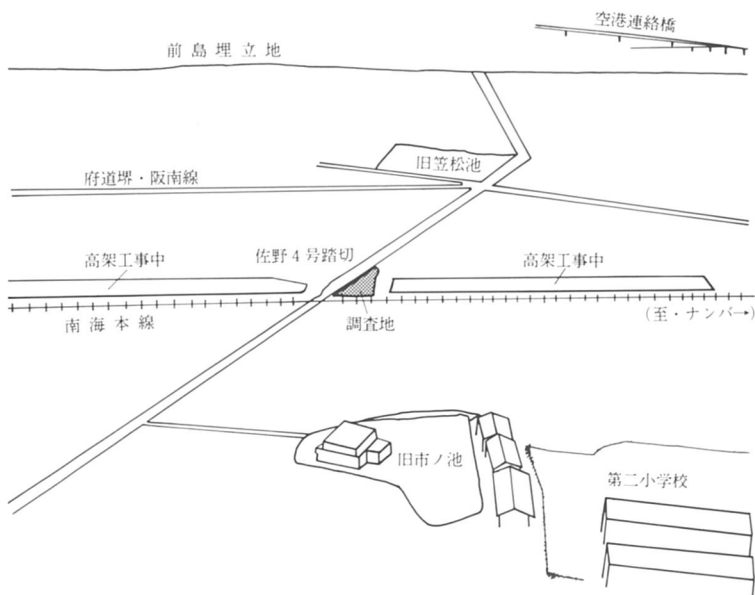 空港連絡橋
前島埋立地
旧笠松池
府道堺・阪南線
佐野4号踏切
高架工事中
高架工事中
南海本線
調査地
(至・ナンバ→)
旧市ノ池
第二小学校